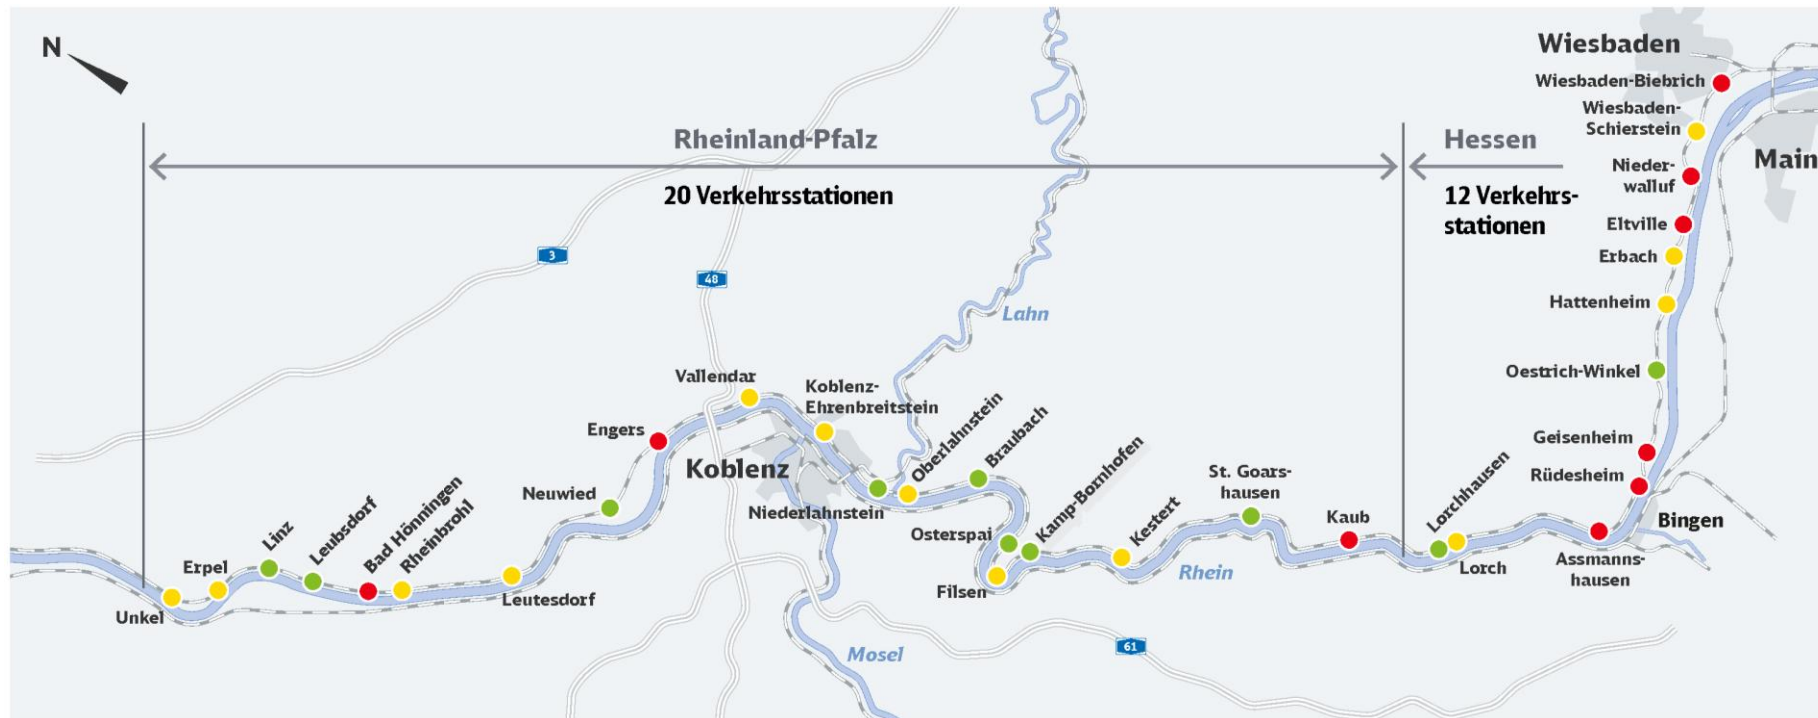 N
Rheinland-Pfalz
20 Verkehrsstationen
Hessen
12 Verkehrs-
stationen
Wiesbaden
Wiesbaden-Biebrich
Wiesbaden-
Schierstein
Main
Nieder-
walluf
Eltville
Erbach
Hattenheim
Oestrich-Winkel
Geisenheim
Rüdesheim
Bingen
Assmanns-
hausen
Lorch
Lorchhausen
Kaub
St. Goars-
hausen
Rhein
Kestert
Kamp-Bornhofen
Filsen
Osterspai
Braubach
Oberlahnstein
Niederlahnstein
Lahn
Koblenz-
Ehrenbreitstein
Koblenz
Vallendar
Engers
Neuwied
Leutesdorf
Rheinbrohl
Bad Hönningen
Leubsdorf
Linz
Erpel
Unkel
Mosel
3
48
61